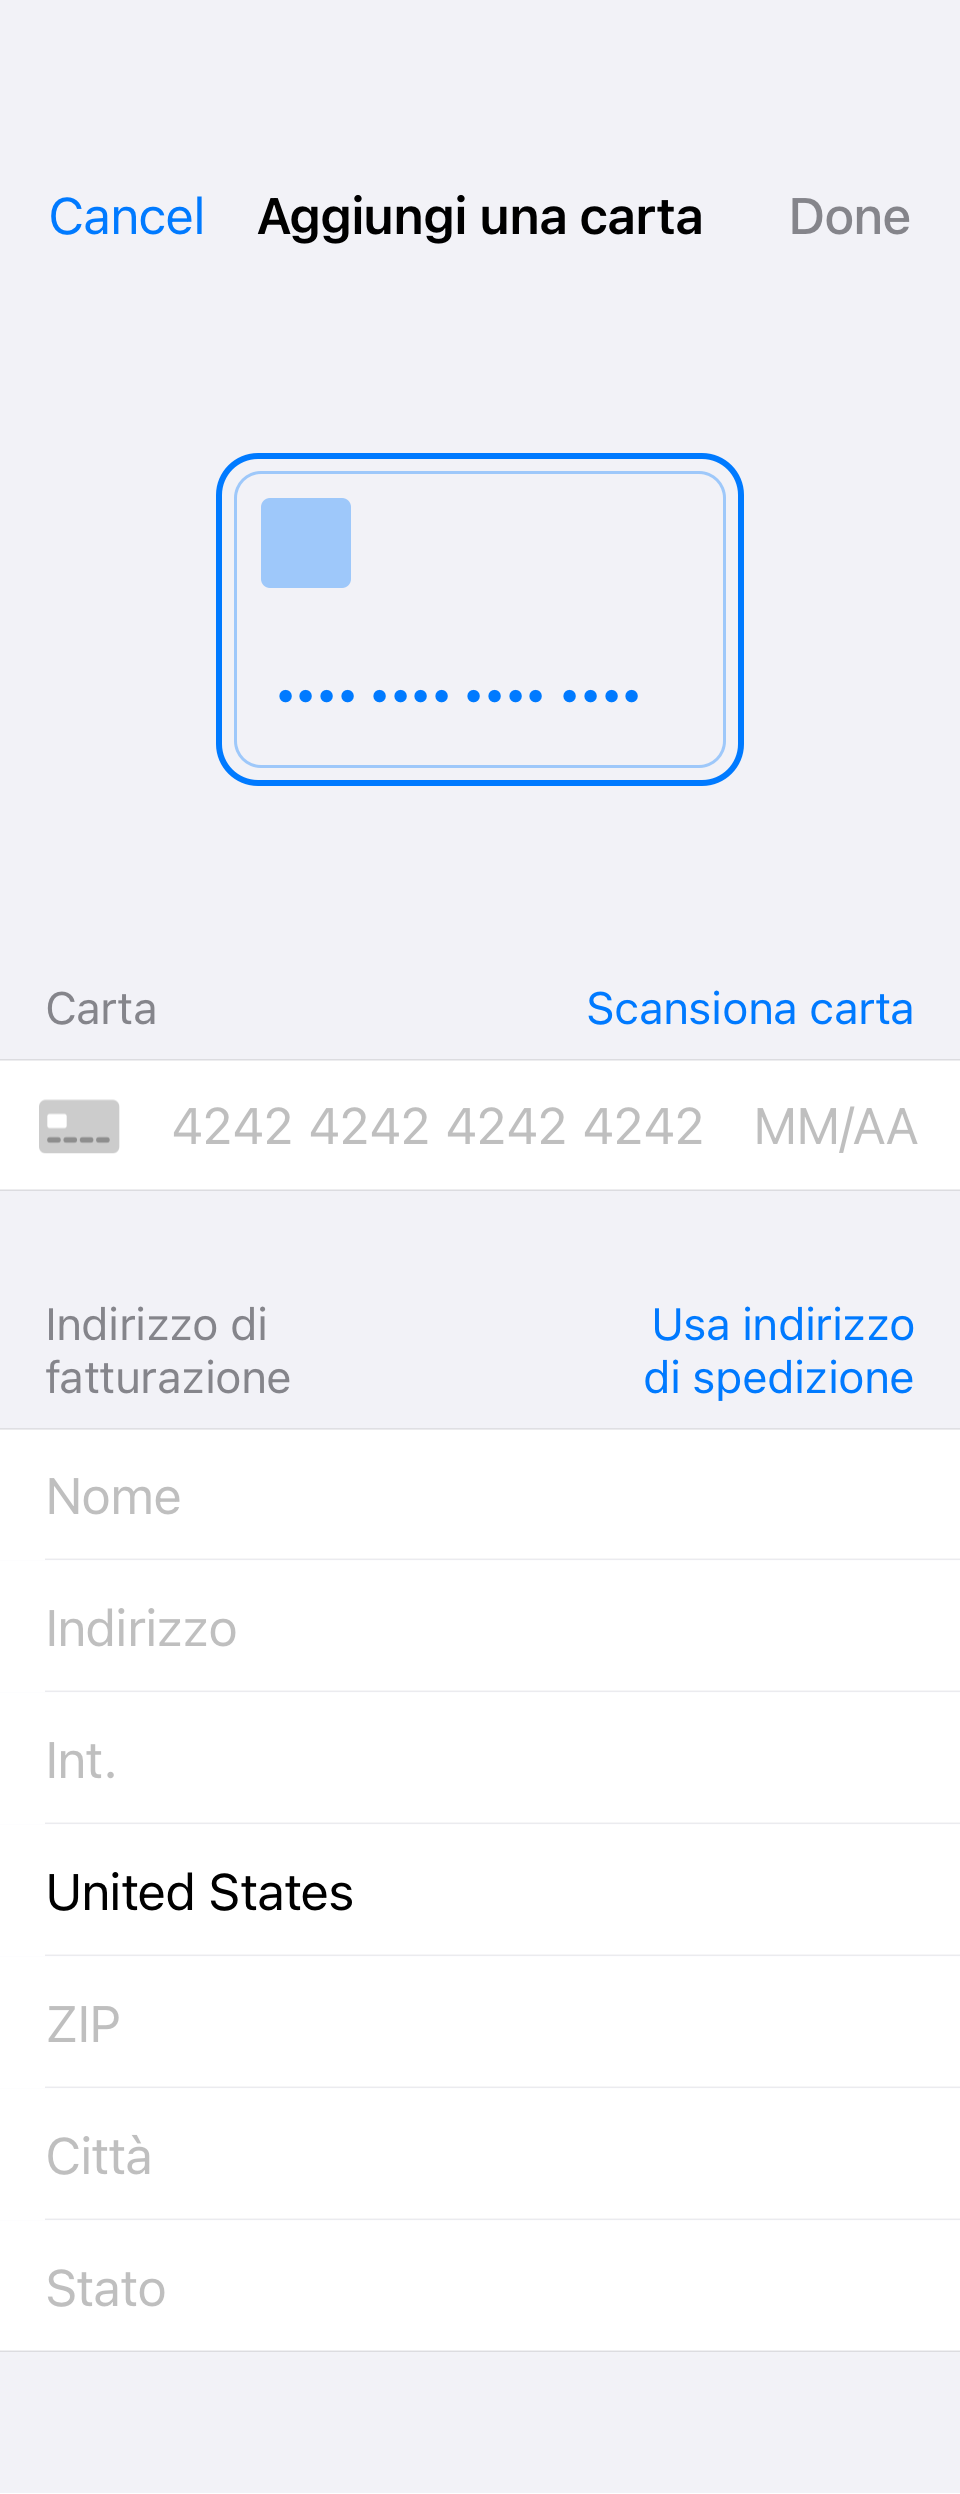 Cancel Aggiungi una carta Done
•••• •••• •••• ••••
Carta Scansiona carta
4242 4242 4242 4242 MM/AA
Indirizzo di Usa indirizzo
fatturazione di spedizione
Nome
Indirizzo
Int.
United States
ZIP
Città
Stato